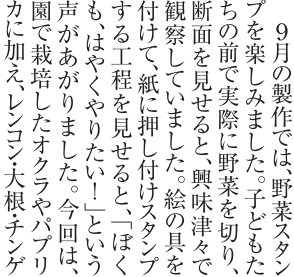 ９月の製作では、野菜スタン
プを楽しみました。子どもた
ちの前で実際に野菜を切り、
断面を見せると、興味津々で
観察していました。絵の具を
付けて、紙に押し付けスタンプ
する工程を見せると、「ぼく
も、はやくやりたい！」という
声があがりました。今回は、
園で栽培したオクラやパプリ
カに加え、レンコン・大根・チンゲ